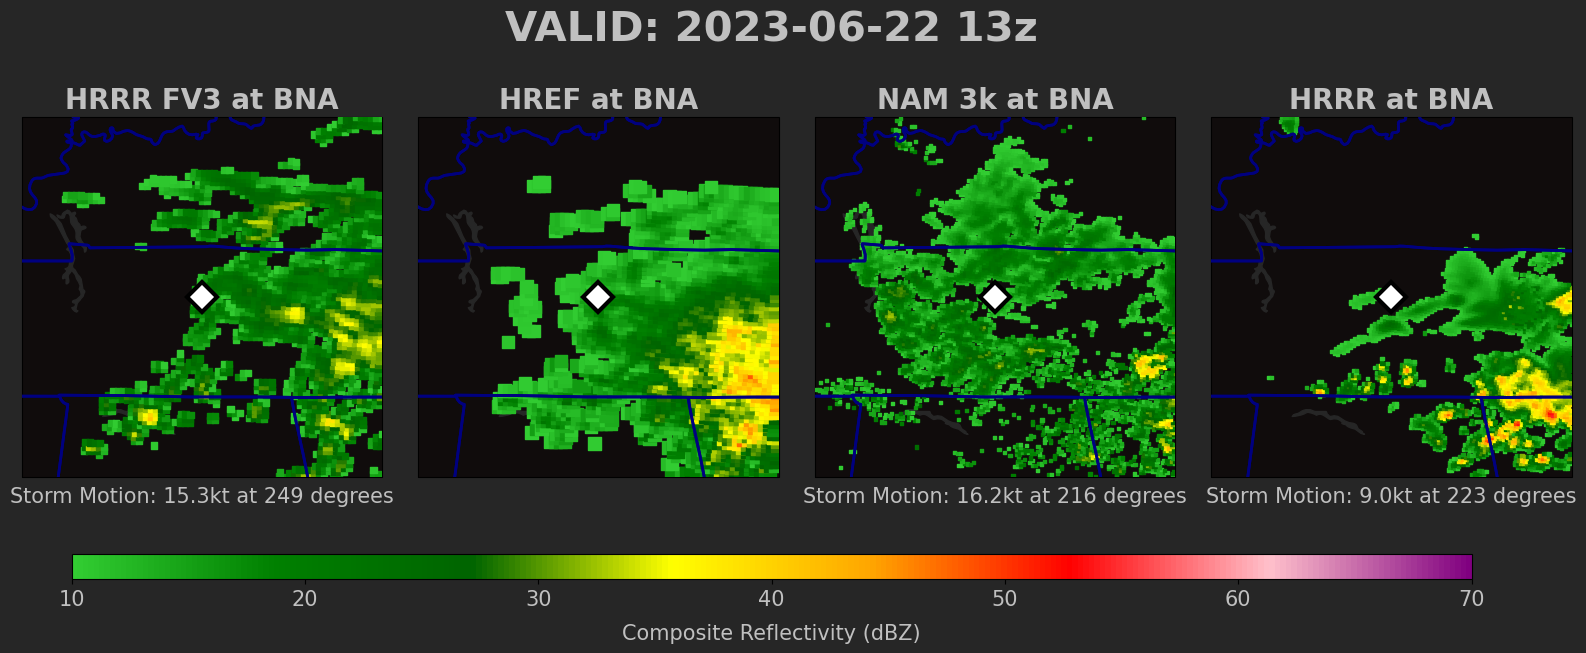 VALID: 2023-06-22 13z
HRRR FV3 at BNA
HREF at BNA
NAM 3k at BNA
HRRR at BNA
Storm Motion: 15.3kt at 249 degrees
Storm Motion: 16.2kt at 216 degrees
Storm Motion: 9.0kt at 223 degrees
10 20 30 40 50 60 70
Composite Reflectivity (dBZ)